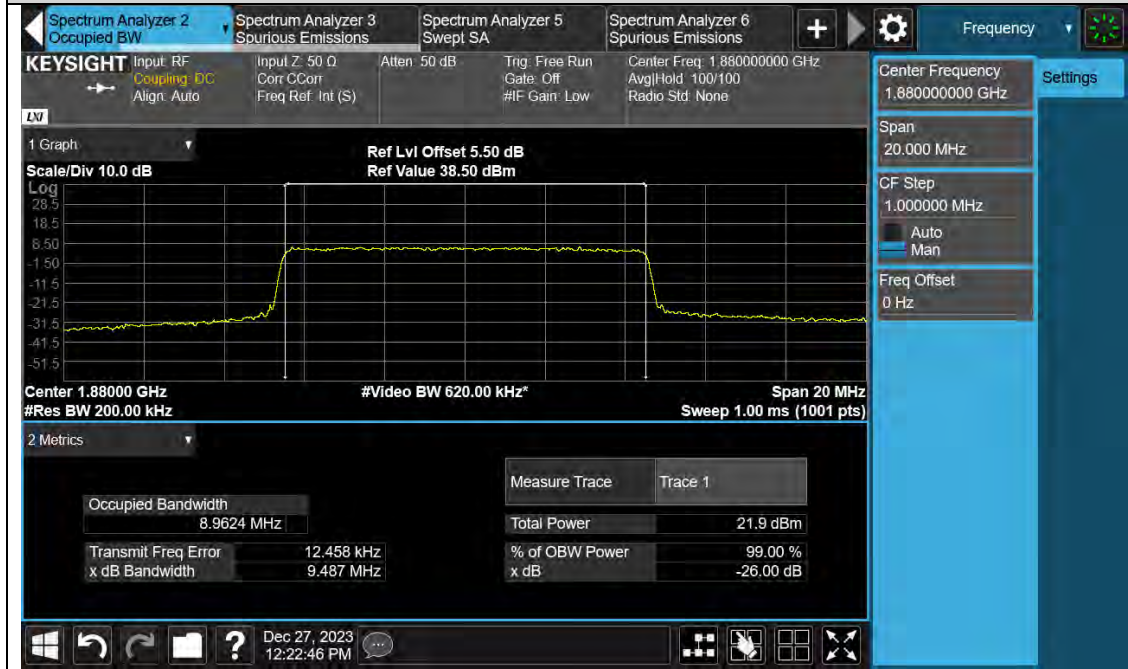 Spectrum Analyzer 2
Occupied BW
Spectrum Analyzer 3
Spurious Emissions
Spectrum Analyzer 5
Swept SA
Spectrum Analyzer 6
Spurious Emissions
+
Frequency
KEYSIGHT
Input: RF
Coupling: DC
Align: Auto
Input Z: 50 Ω
Corr CCorr
Freq Ref: Int (S)
Atten: 50 dB
Trig: Free Run
Gate: Off
#IF Gain: Low
Center Freq: 1.880000000 GHz
Avg|Hold: 100/100
Radio Std: None
LXI
Center Frequency
1.880000000 GHz
Settings
Span
20.000 MHz
CF Step
1.000000 MHz
Auto
Man
Freq Offset
0 Hz
1 Graph
Scale/Div 10.0 dB
Ref Lvl Offset 5.50 dB
Ref Value 38.50 dBm
Log
28.5
18.5
8.50
-1.50
-11.5
-21.5
-31.5
-41.5
-51.5
Center 1.88000 GHz
#Video BW 620.00 kHz*
Span 20 MHz
#Res BW 200.00 kHz
Sweep 1.00 ms (1001 pts)
2 Metrics
Measure Trace Trace 1
Occupied Bandwidth
8.9624 MHz
Total Power 21.9 dBm
Transmit Freq Error 12.458 kHz
% of OBW Power 99.00 %
x dB Bandwidth 9.487 MHz
x dB -26.00 dB
?
Dec 27, 2023
12:22:46 PM